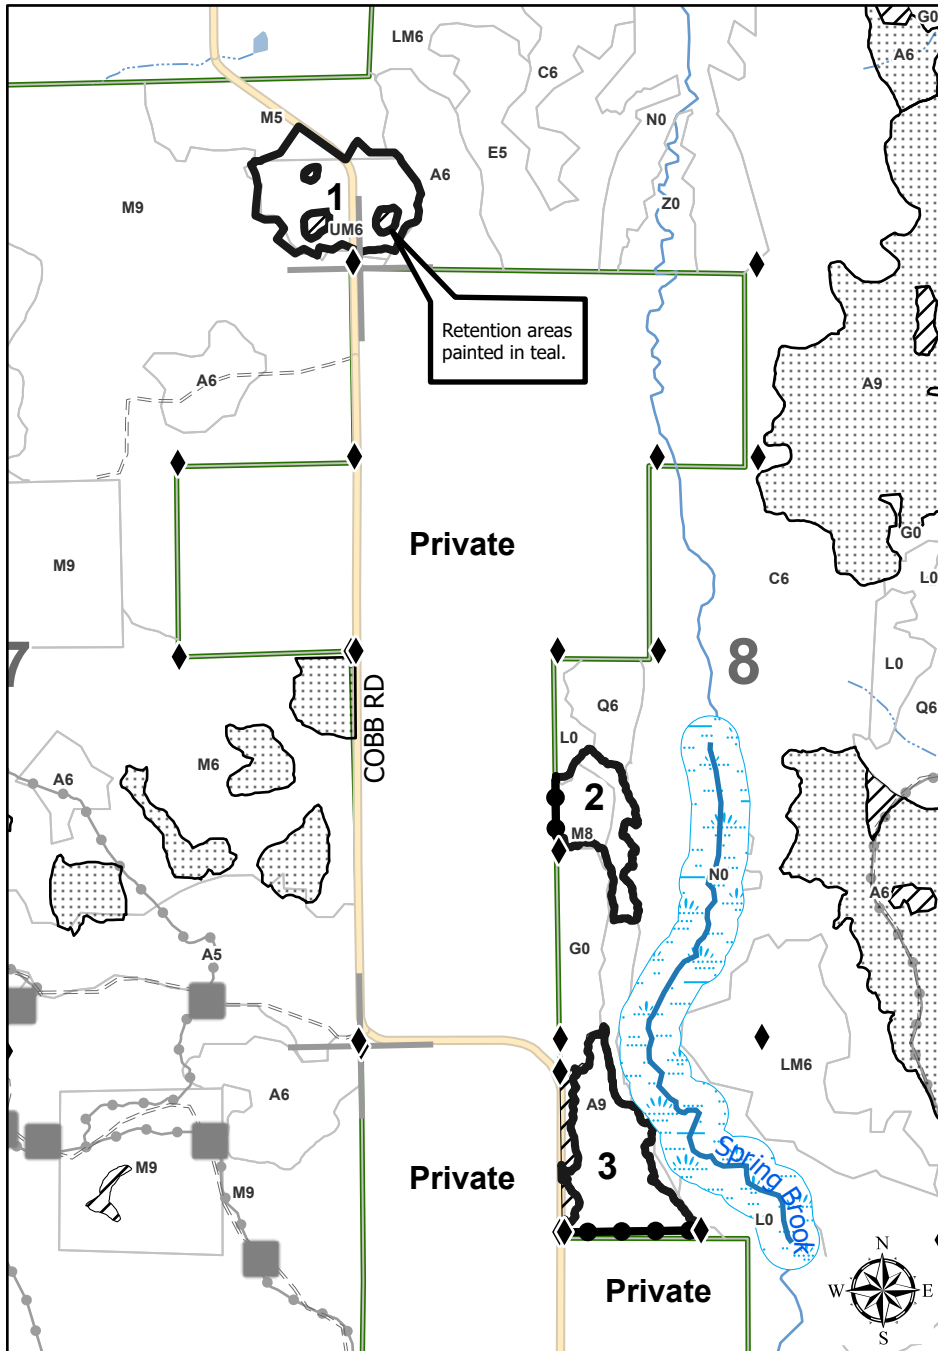 G0
LM6
A6
C6
M5
N0
E5
A6
1
M9
Z0
UM6
Retention areas
painted in teal.
A6
A9
Private
G0
M9
C6
L0
7
8
L0
COBB RD
Q6
Q6
L0
M6
A6
2
M8
N0
A6
G0
A5
LM6
A6
A9
Spring Brook
3
M9
Private
M9
L0
N
Private
W
E
S